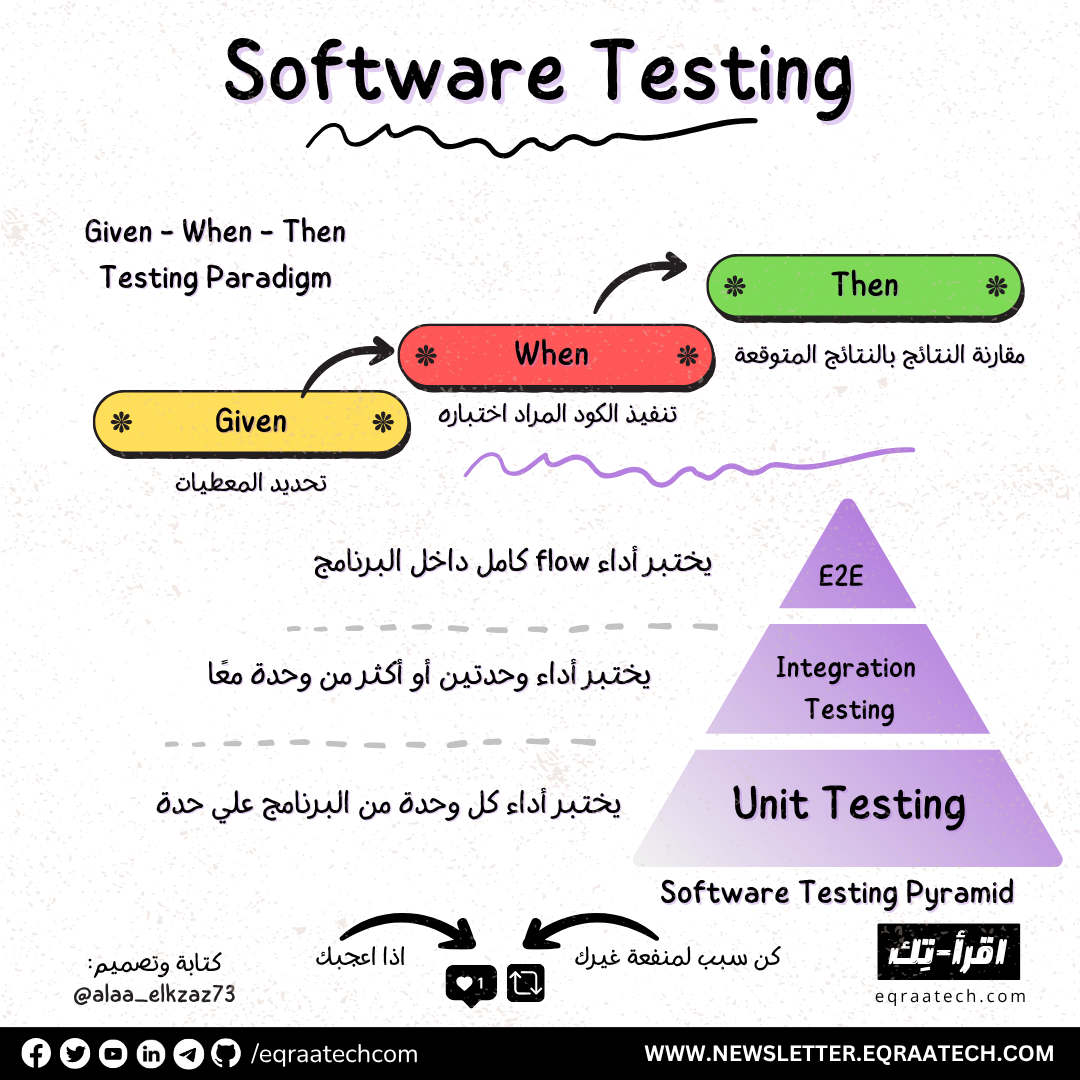 Software Testing
Given - When - Then
Testing Paradigm
Then
مقارنة النتائج بالنتائج المتوقعة
When
تنفيذ الكود المراد اختباره
Given
تحديد المعطيات
E2E
يختبر أداء flow كامل داخل البرنامج
Integration
Testing
يختبر أداء وحدتين أو أكثر من وحدة معًا
Unit Testing
يختبر أداء كل وحدة من البرنامج علي حدة
Software Testing Pyramid
كن سبب لمنفعة غيرك
اذا اعجبك
1
كتابة وتصميم:
@alaa_elkzaz73
اقرأ-تِك
eqraatech.com
/eqraatechcom
WWW.NEWSLETTER.EQRAATECH.COM